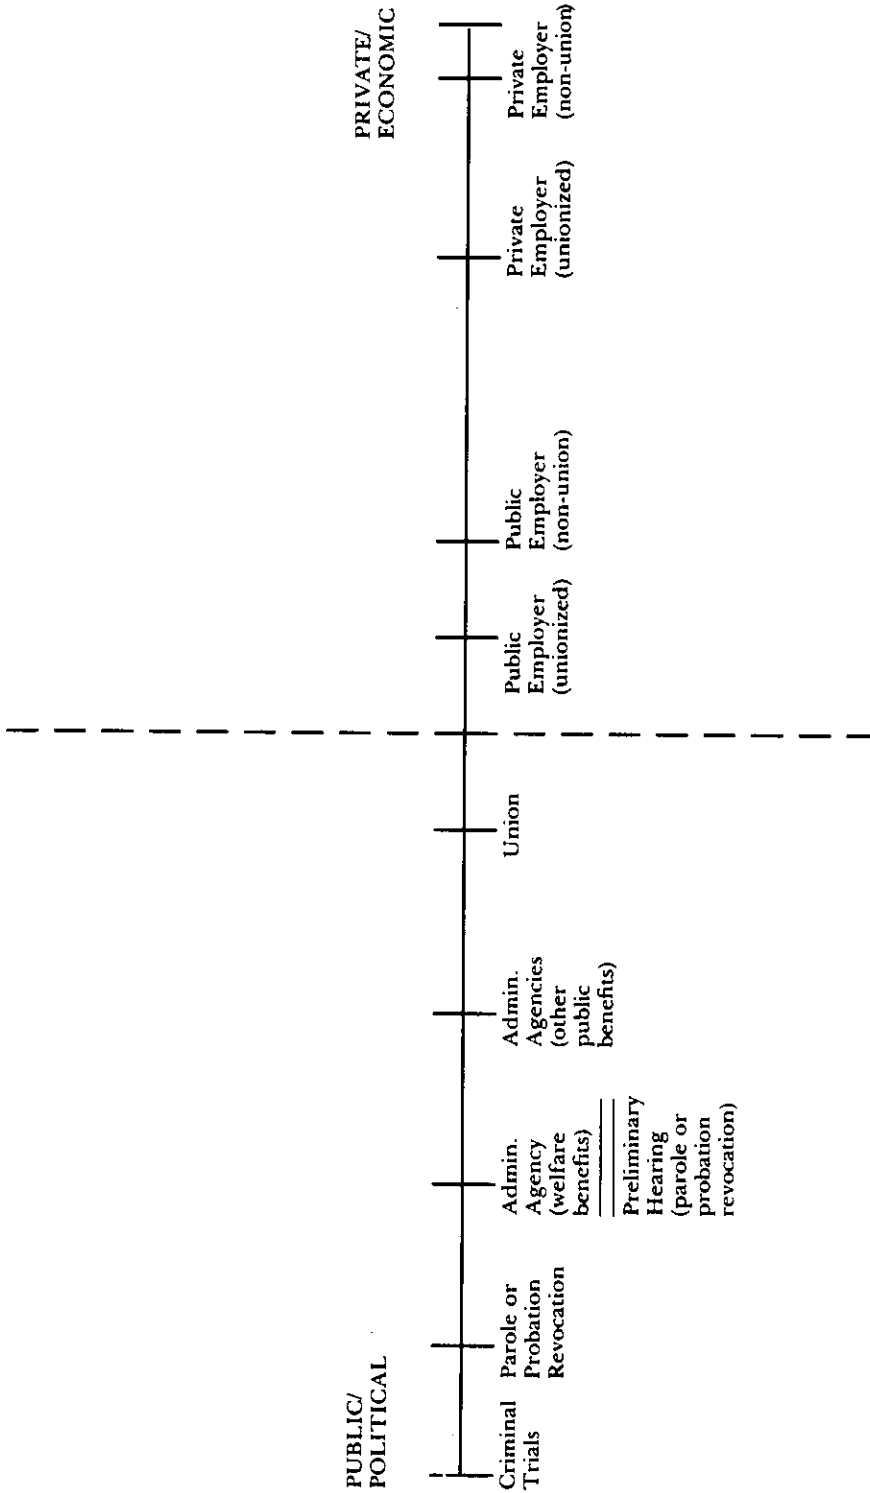 PUBLIC/
POLITICAL
PRIVATE/
ECONOMIC
Criminal
Trials
Parole or
Probation
Revocation
Admin.
Agency
(welfare
benefits)
Preliminary
Hearing
(parole or
probation
revocation)
Admin.
Agencies
(other
public
benefits)
Union
Public
Employer
(unionized)
Public
Employer
(non-union)
Private
Employer
(unionized)
Private
Employer
(non-union)